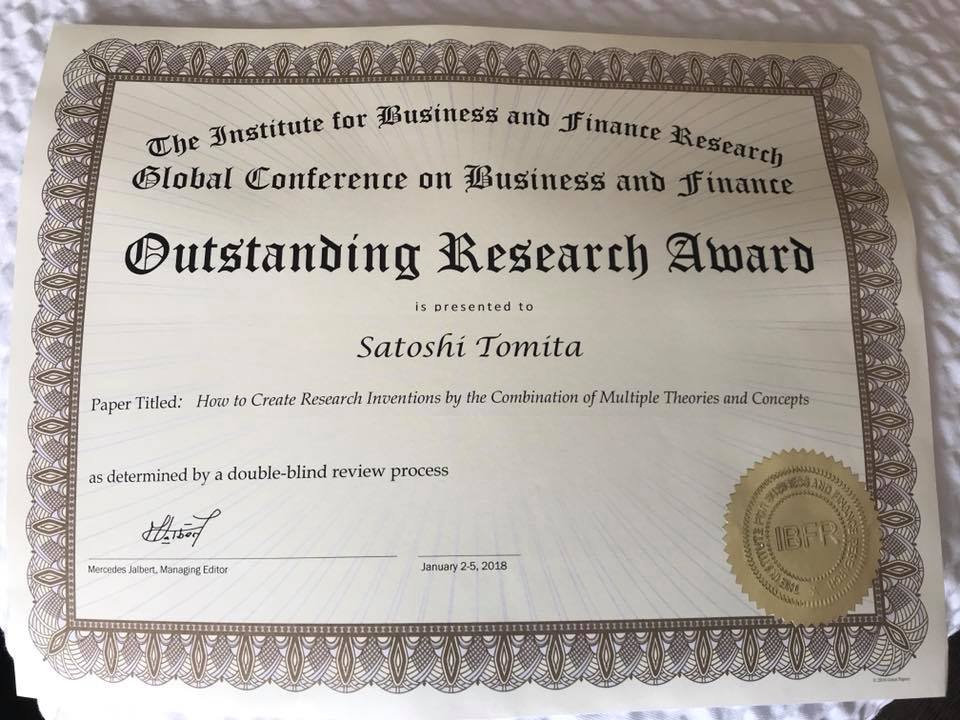 The Institute for Business and Finance Research
Global Conference on Business and Finance
Outstanding Research Award
is presented to
Satoshi Tomita
Paper Titled: How to Create Research Inventions by the Combination of Multiple Theories and Concepts
as determined by a double-blind review process
Mercedes Jalbert, Managing Editor
January 2-5, 2018
IBFR